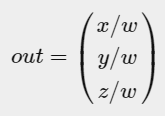 out = ( x/w
y/w
z/w )